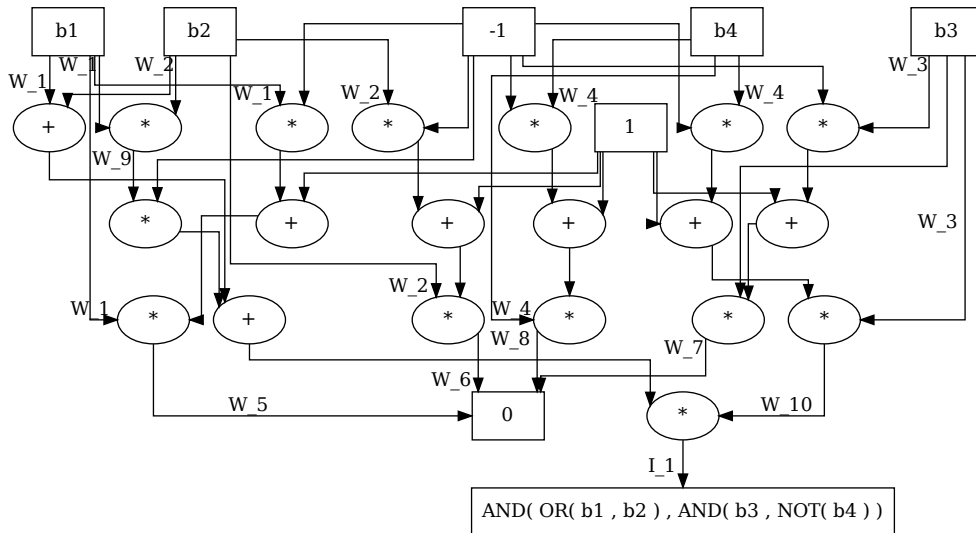 b1 b2 -1 b4 b3
W_1 W_2 W_3
W_1 W_1 W_2 W_4 W_4
+ * * * * 1 * *
W_9
* + + + + +
W_3
W_1 W_2 W_4
* + * * * *
W_8 W_7
W_6
W_5 0 * W_10
I_1
AND( OR( b1 , b2 ) , AND( b3 , NOT( b4 ) ) )